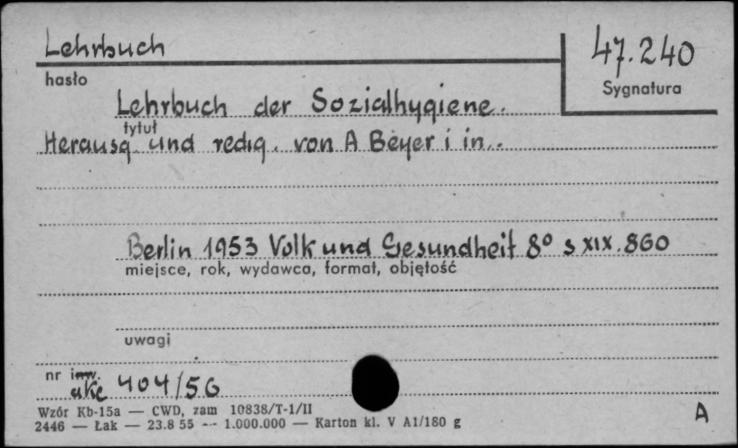 Lehrbuch
47.240
hasło
Sygnatura
Lehrbuch der Sozialhygiene.
tytuł
Herausg. und redig. von A Beyer i in.
Berlin 1953 Volk und Gesundheit 8° s XIX. 860
miejsce, rok, wydawca, format, objętość
uwagi
nr inw.
akc 404/56
Wzór Kb-15a — CWD, zam 10838/T-1/II
2446 — Łak — 23.8 55 -- 1.000.000 — Karton kl. V A1/180 g
A